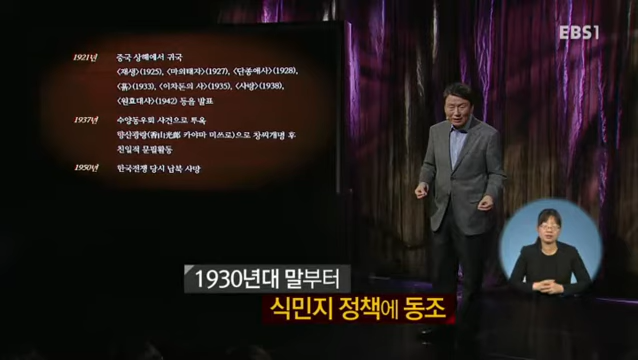 EBS1
1921년 중국 상해에서 귀국
<재생>(1925), <마의태자>(1927), <단종애사>(1928),
<흙>(1933), <이차돈의 사>(1935), <사랑>(1938),
<원효대사>(1942) 등을 발표
1937년 수양동우회 사건으로 투옥
향산광랑(香山光郎 카야마 미쓰로)으로 창씨개명 후
친일적 문필활동
1950년 한국전쟁 당시 납북 사망
1930년대 말부터
식민지 정책에 동조